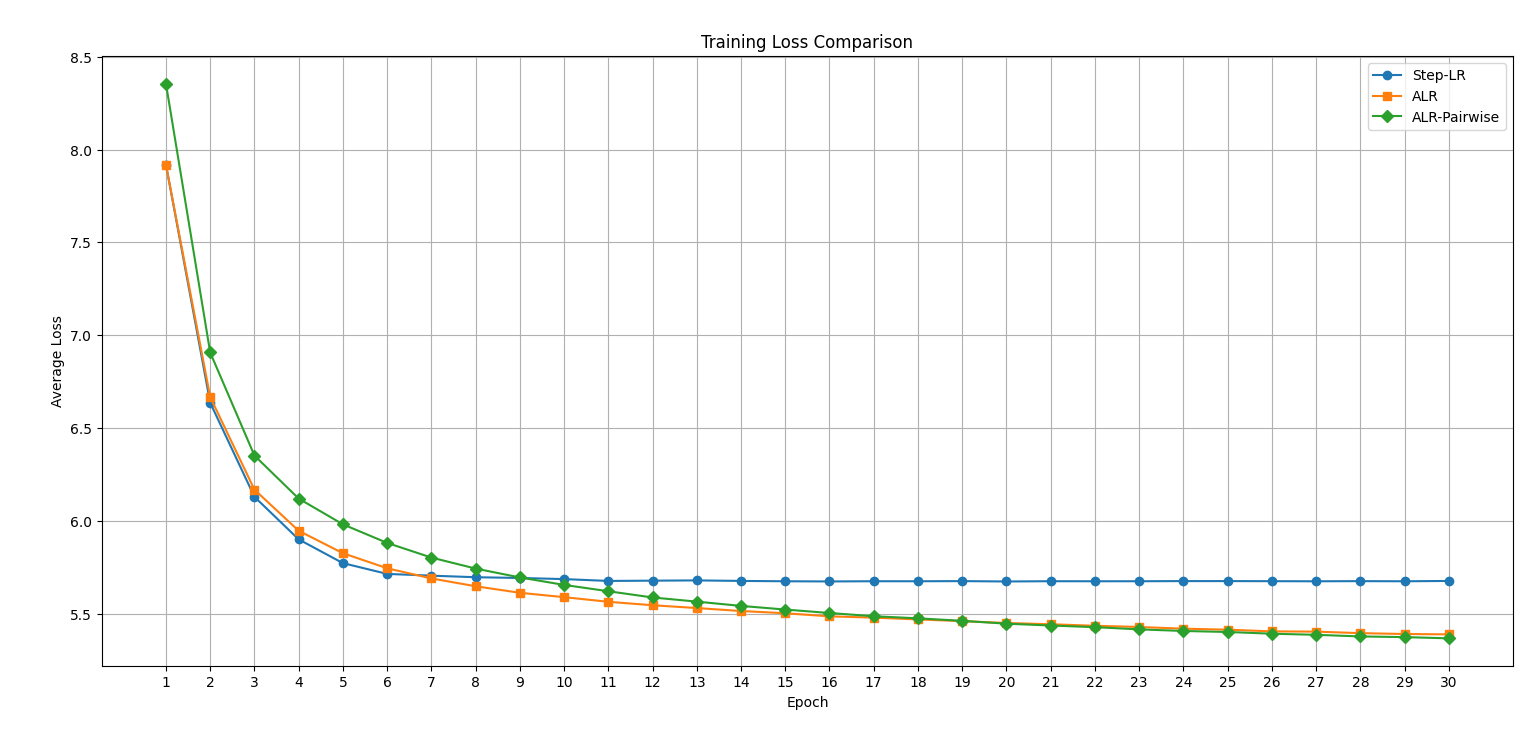 Training Loss Comparison
Step-LR
ALR
ALR-Pairwise
Average Loss
8.5
8.0
7.5
7.0
6.5
6.0
5.5
1 2 3 4 5 6 7 8 9 10 11 12 13 14 15 16 17 18 19 20 21 22 23 24 25 26 27 28 29 30
Epoch